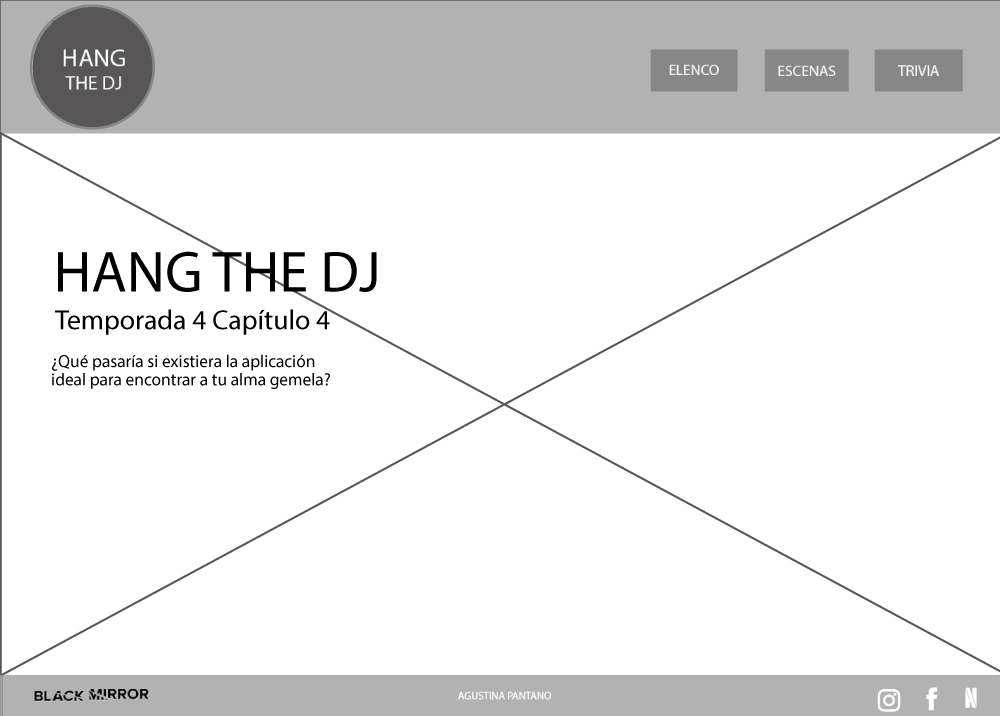 HANG
THE DJ
ELENCO
ESCENAS
TRIVIA
HANG THE DJ
Temporada 4 Capítulo 4
¿Qué pasaría si existiera la aplicación
ideal para encontrar a tu alma gemela?
BLACK MIRROR
AGUSTINA PANTANO